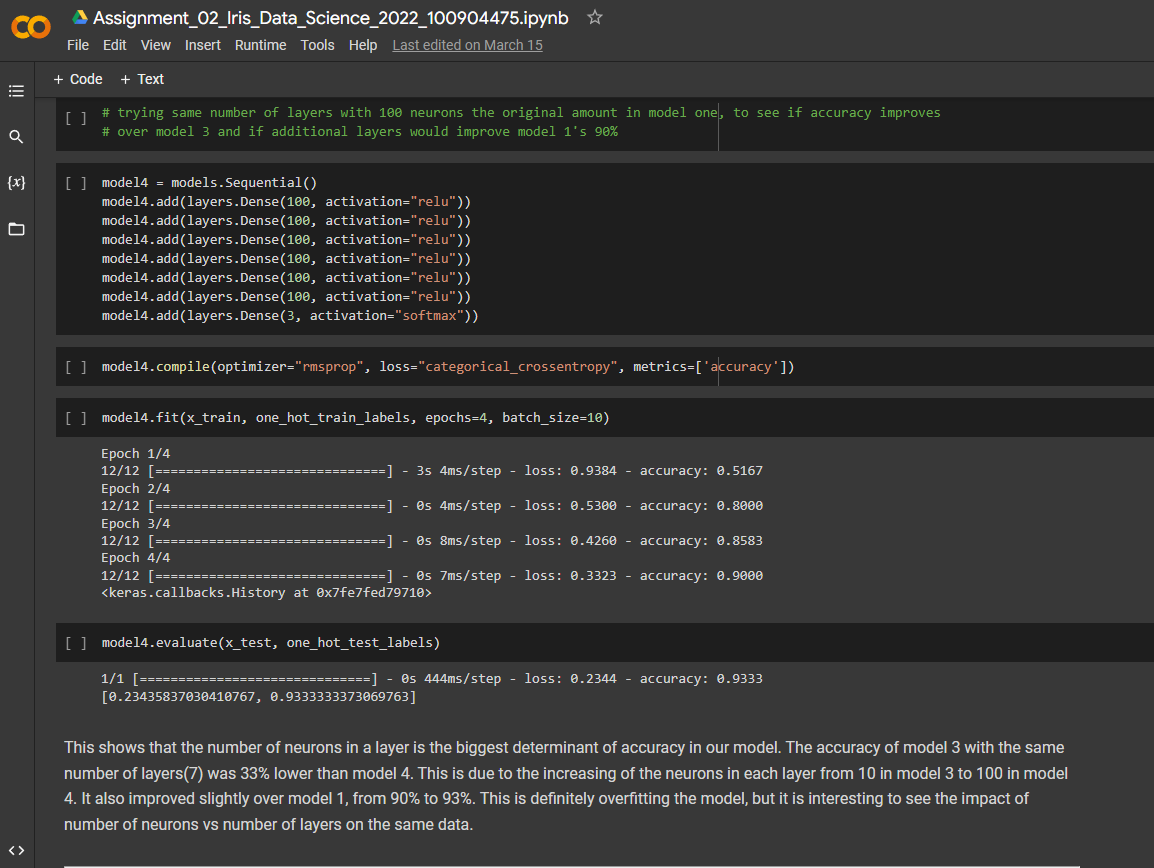 Assignment_02_Iris_Data_Science_2022_100904475.ipynb
File Edit View Insert Runtime Tools Help Last edited on March 15
+ Code + Text
[ ] # trying same number of layers with 100 neurons the original amount in model one, to see if accuracy improves
# over model 3 and if additional layers would improve model 1's 90%
[ ] model4 = models.Sequential()
model4.add(layers.Dense(100, activation="relu"))
model4.add(layers.Dense(100, activation="relu"))
model4.add(layers.Dense(100, activation="relu"))
model4.add(layers.Dense(100, activation="relu"))
model4.add(layers.Dense(100, activation="relu"))
model4.add(layers.Dense(100, activation="relu"))
model4.add(layers.Dense(3, activation="softmax"))
[ ] model4.compile(optimizer="rmsprop", loss="categorical_crossentropy", metrics=['accuracy'])
[ ] model4.fit(x_train, one_hot_train_labels, epochs=4, batch_size=10)
Epoch 1/4
12/12 [==============================] - 3s 4ms/step - loss: 0.9384 - accuracy: 0.5167
Epoch 2/4
12/12 [==============================] - 0s 4ms/step - loss: 0.5300 - accuracy: 0.8000
Epoch 3/4
12/12 [==============================] - 0s 8ms/step - loss: 0.4260 - accuracy: 0.8583
Epoch 4/4
12/12 [==============================] - 0s 7ms/step - loss: 0.3323 - accuracy: 0.9000
<keras.callbacks.History at 0x7fe7fed79710>
[ ] model4.evaluate(x_test, one_hot_test_labels)
1/1 [==============================] - 0s 444ms/step - loss: 0.2344 - accuracy: 0.9333
[0.23435837030410767, 0.9333333373069763]
This shows that the number of neurons in a layer is the biggest determinant of accuracy in our model. The accuracy of model 3 with the same
number of layers(7) was 33% lower than model 4. This is due to the increasing of the neurons in each layer from 10 in model 3 to 100 in model
4. It also improved slightly over model 1, from 90% to 93%. This is definitely overfitting the model, but it is interesting to see the impact of
number of neurons vs number of layers on the same data.